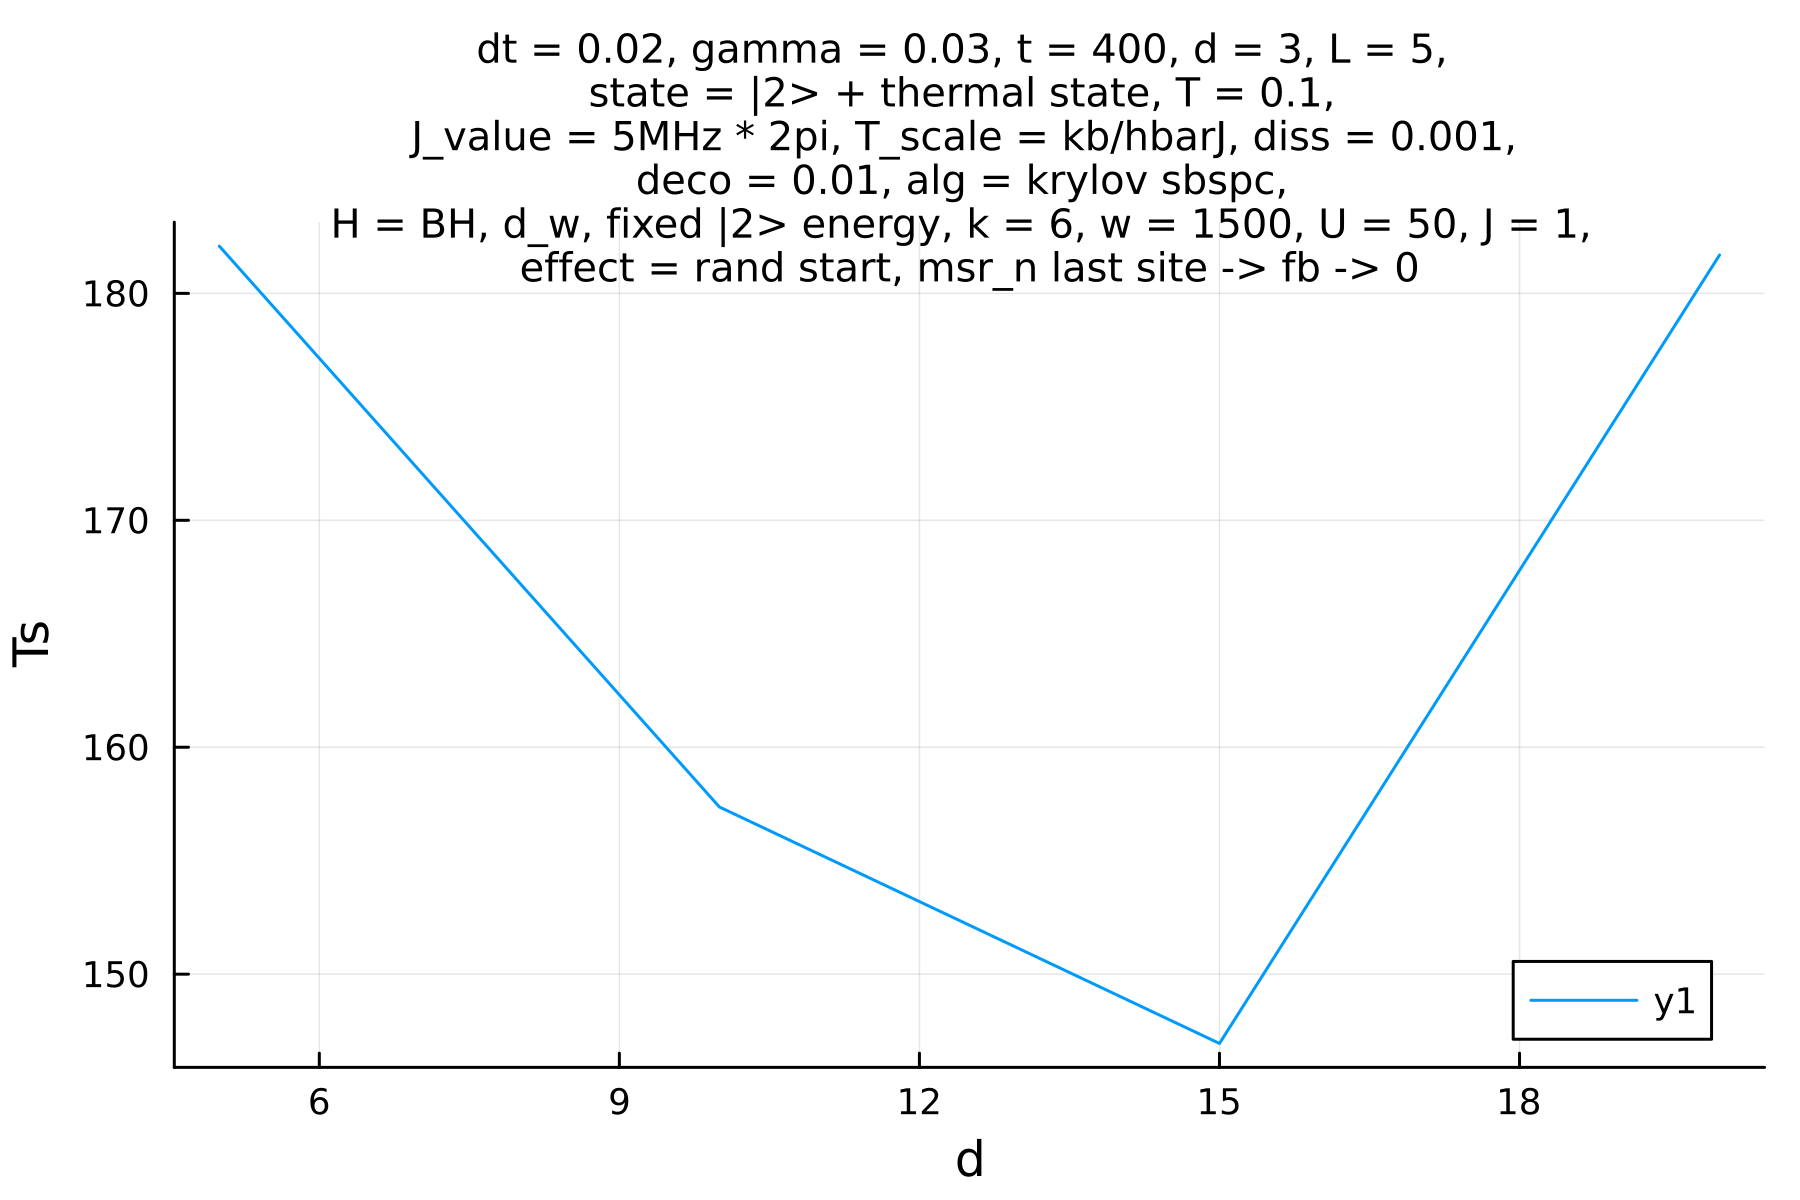 dt = 0.02, gamma = 0.03, t = 400, d = 3, L = 5,
state = |2> + thermal state, T = 0.1,
J_value = 5MHz * 2pi, T_scale = kb/hbarJ, diss = 0.001,
deco = 0.01, alg = krylov sbspc,
H = BH, d_w, fixed |2> energy, k = 6, w = 1500, U = 50, J = 1,
effect = rand start, msr_n last site -> fb -> 0
180
170
160
150
Ts
y1
6 9 12 15 18
d